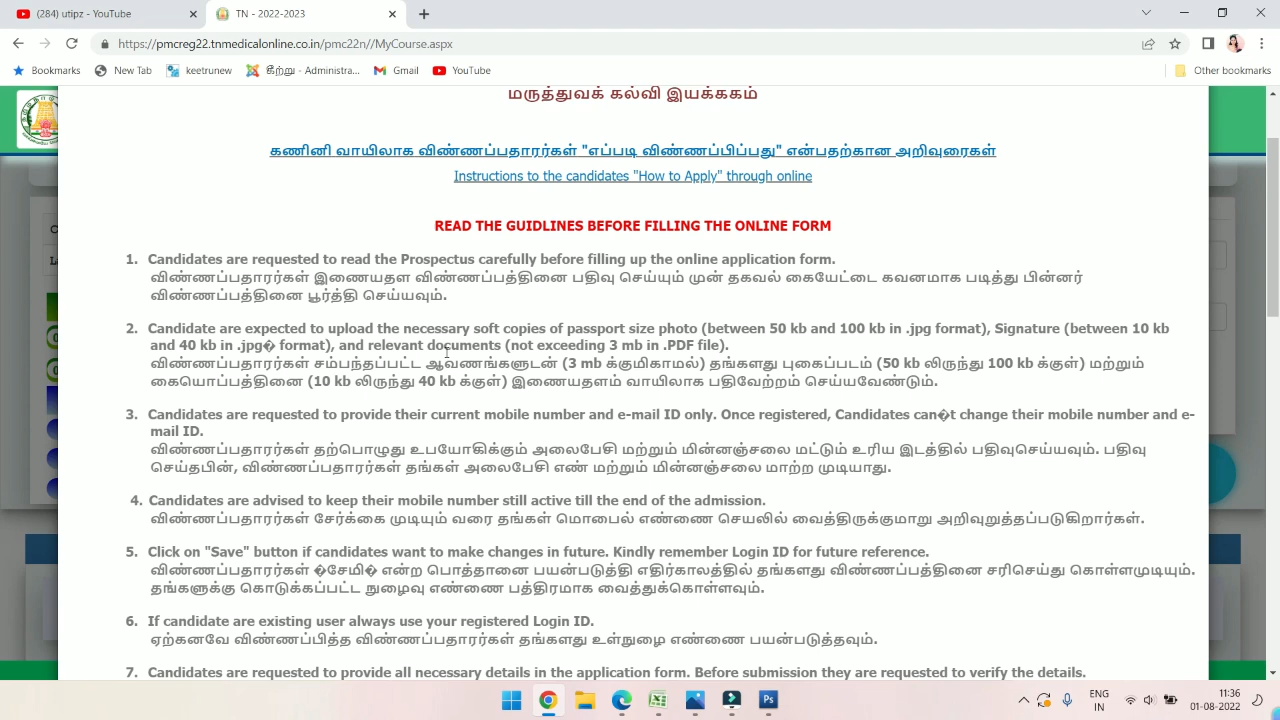 (784) utipz - YouTube
TN - 2022-2023
https://pmcreg22.tnmedicalonline.co.in/pmc22n//MyCourse.aspx
Bookmarks
New Tab
keetrunew
கீற்று - Administra...
Gmail
YouTube
Other bookmarks
மருத்துவக் கல்வி இயக்ககம்
கணினி வாயிலாக விண்ணப்பதாரர்கள் "எப்படி விண்ணப்பிப்பது" என்பதற்கான அறிவுரைகள்
Instructions to the candidates "How to Apply" through online
READ THE GUIDLINES BEFORE FILLING THE ONLINE FORM
1. Candidates are requested to read the Prospectus carefully before filling up the online application form.
விண்ணப்பதாரர்கள் இணையதள விண்ணப்பத்தினை பதிவு செய்யும் முன் தகவல் கையேட்டை கவனமாக படித்து பின்னர்
விண்ணப்பத்தினை பூர்த்தி செய்யவும்.
2. Candidate are expected to upload the necessary soft copies of passport size photo (between 50 kb and 100 kb in .jpg format), Signature (between 10 kb
and 40 kb in .jpg� format), and relevant documents (not exceeding 3 mb in .PDF file).
விண்ணப்பதாரர்கள் சம்பந்தப்பட்ட ஆவணங்களுடன் (3 mb க்குமிகாமல்) தங்களது புகைப்படம் (50 kb லிருந்து 100 kb க்குள்) மற்றும்
கையொப்பத்தினை (10 kb லிருந்து 40 kb க்குள்) இணையதளம் வாயிலாக பதிவேற்றம் செய்யவேண்டும்.
3. Candidates are requested to provide their current mobile number and e-mail ID only. Once registered, Candidates can�t change their mobile number and e-
mail ID.
விண்ணப்பதாரர்கள் தற்பொழுது உபயோகிக்கும் அலைபேசி மற்றும் மின்னஞ்சலை மட்டும் உரிய இடத்தில் பதிவுசெய்யவும். பதிவு
செய்தபின், விண்ணப்பதாரர்கள் தங்கள் அலைபேசி எண் மற்றும் மின்னஞ்சலை மாற்ற முடியாது.
4. Candidates are advised to keep their mobile number still active till the end of the admission.
விண்ணப்பதாரர்கள் சேர்க்கை முடியும் வரை தங்கள் மொபைல் எண்ணை செயலில் வைத்திருக்குமாறு அறிவுறுத்தப்படுகிறார்கள்.
5. Click on "Save" button if candidates want to make changes in future. Kindly remember Login ID for future reference.
விண்ணப்பதாரர்கள் �சேமி� என்ற பொத்தானை பயன்படுத்தி எதிர்காலத்தில் தங்களது விண்ணப்பத்தினை சரிசெய்து கொள்ளமுடியும்.
தங்களுக்கு கொடுக்கப்பட்ட நுழைவு எண்ணை பத்திரமாக வைத்துக்கொள்ளவும்.
6. If candidate are existing user always use your registered Login ID.
ஏற்கனவே விண்ணப்பித்த விண்ணப்பதாரர்கள் தங்களது உள்நுழை எண்ணை பயன்படுத்தவும்.
7. Candidates are requested to provide all necessary details in the application form. Before submission they are requested to verify the details.
ENG
IN
11:36
01-08-2022